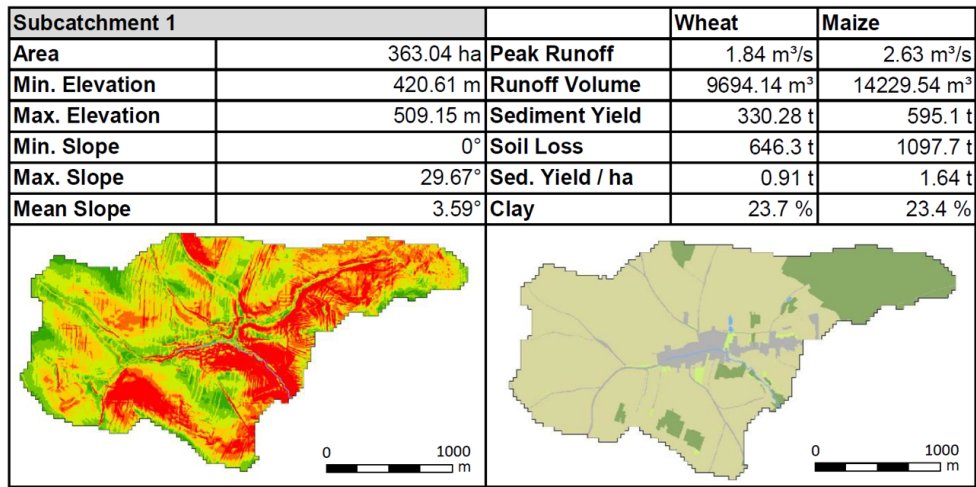 Subcatchment 1 Wheat Maize
Area 363.04 ha Peak Runoff 1.84 m³/s 2.63 m³/s
Min. Elevation 420.61 m Runoff Volume 9694.14 m³ 14229.54 m³
Max. Elevation 509.15 m Sediment Yield 330.28 t 595.1 t
Min. Slope 0° Soil Loss 646.3 t 1097.7 t
Max. Slope 29.67° Sed. Yield / ha 0.91 t 1.64 t
Mean Slope 3.59° Clay 23.7 % 23.4 %
0 1000
m
0 1000
m